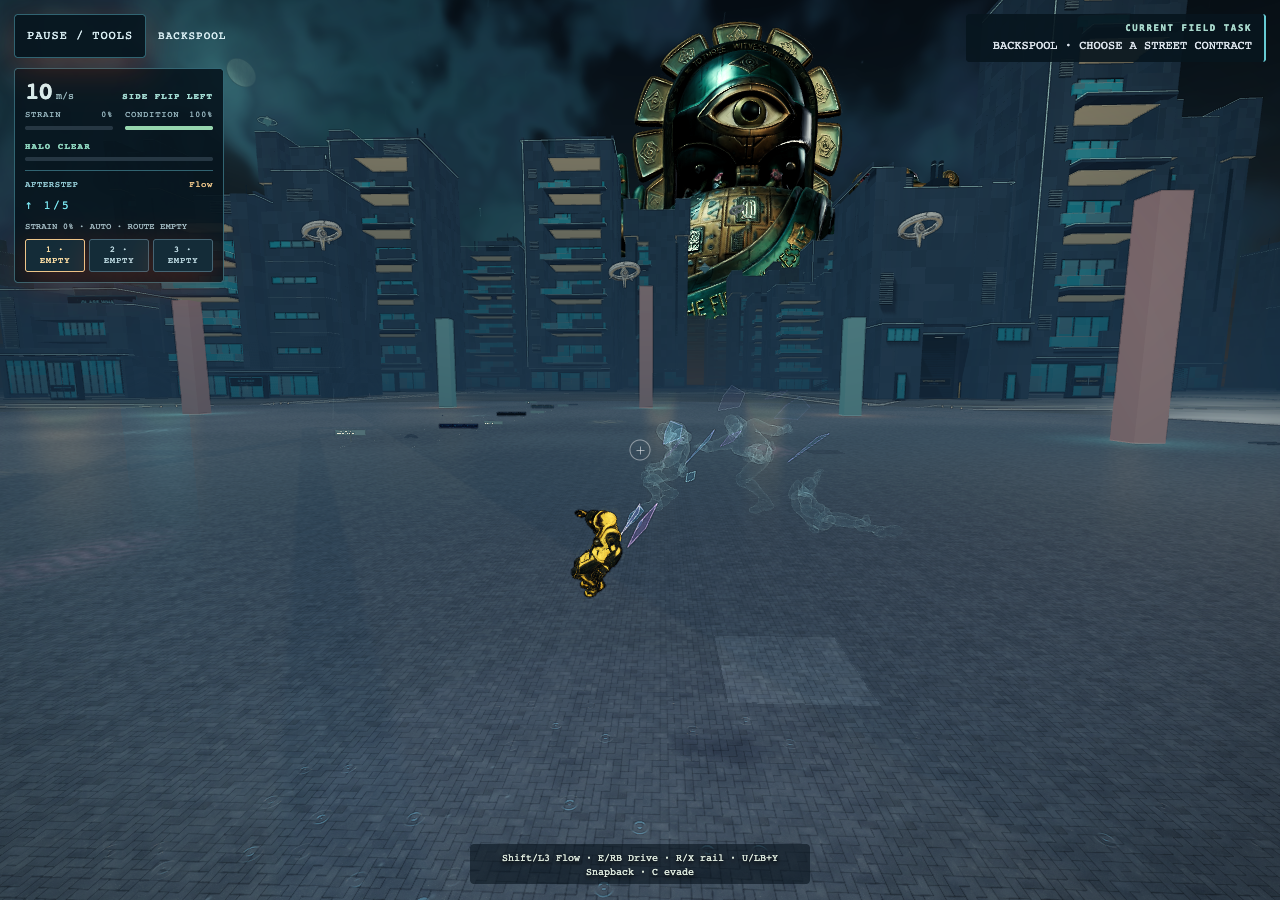 PAUSE / TOOLS
BACKSPOOL
CURRENT FIELD TASK
BACKSPOOL · CHOOSE A STREET CONTRACT
10 m/s
SIDE FLIP LEFT
STRAIN 0%
CONDITION 100%
HALO CLEAR
AFTERSTEP
Flow
↑ 1/5
STRAIN 0% · AUTO · ROUTE EMPTY
1 · EMPTY
2 · EMPTY
3 · EMPTY
WITNESS
Shift/L3 Flow · E/RB Drive · R/X rail · U/LB+Y
Snapback · C evade